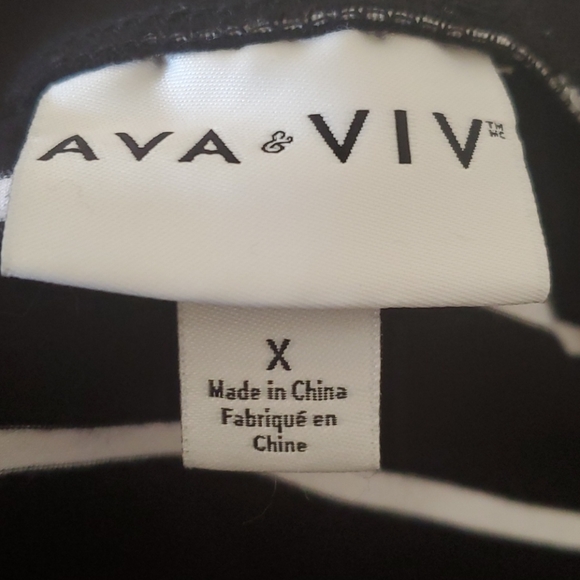 AVA & VIV TM MC
X
Made in China
Fabriqué en
Chine